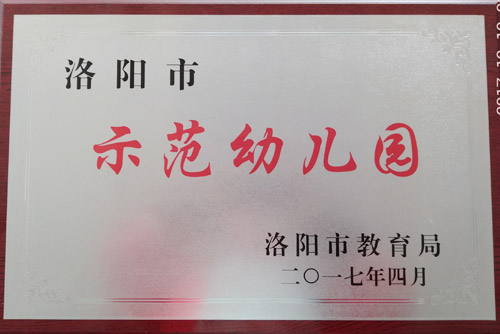 洛阳市
示范幼儿园
洛阳市教育局
二〇一七年四月